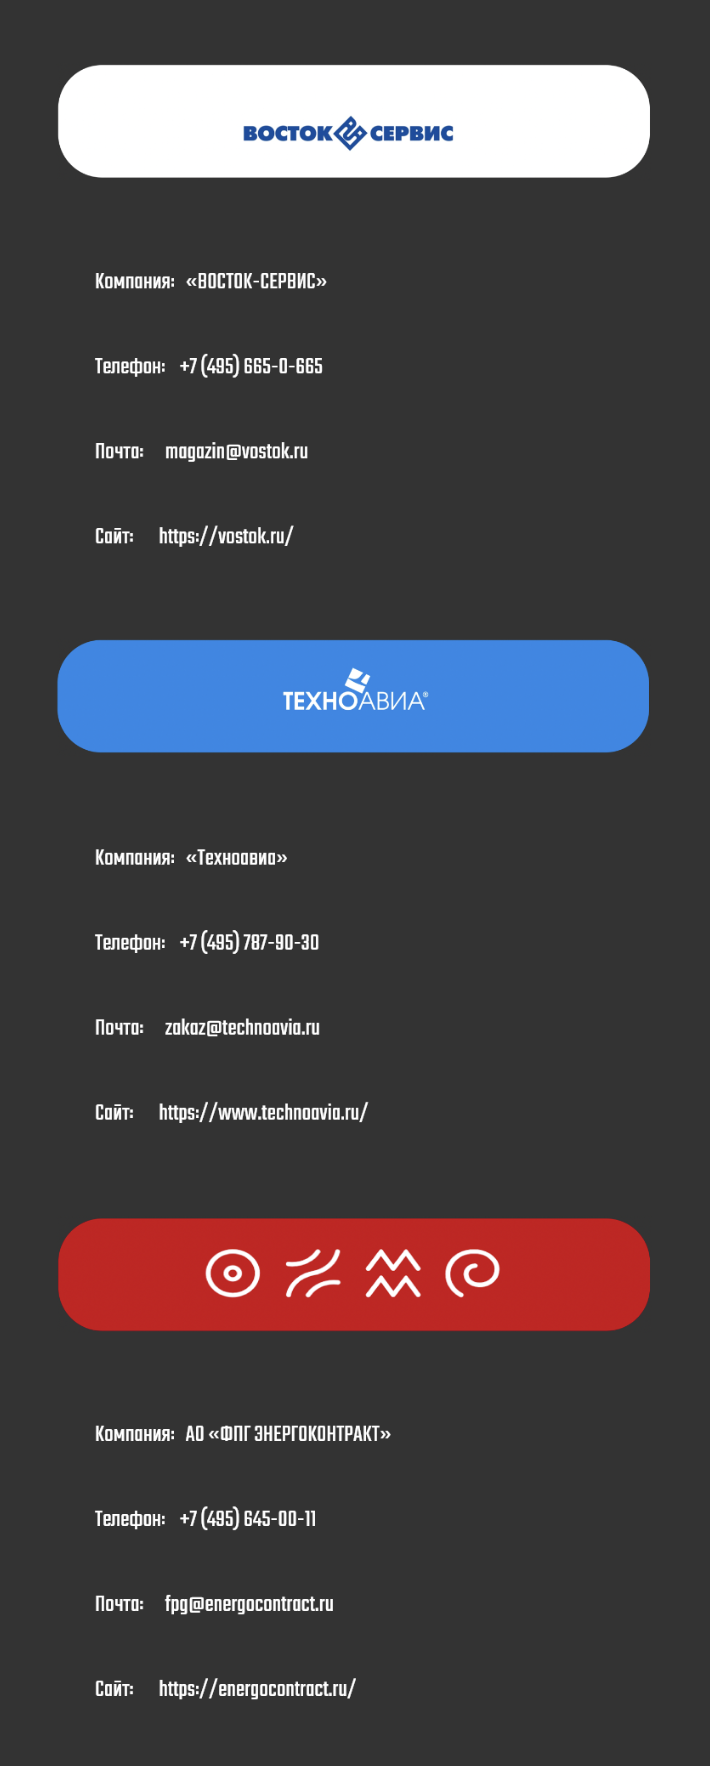 ВОСТОК СЕРВИС
Компания: «ВОСТОК-СЕРВИС»
Телефон: +7 (495) 665-0-665
Почта: magazin@vostok.ru
Сайт: https://vostok.ru/
ТЕХНОАВИА®
Компания: «Техноавиа»
Телефон: +7 (495) 787-90-30
Почта: zakaz@technoavia.ru
Сайт: https://www.technoavia.ru/
Компания: АО «ФПГ ЭНЕРГОКОНТРАКТ»
Телефон: +7 (495) 645-00-11
Почта: fpg@energocontract.ru
Сайт: https://energocontract.ru/